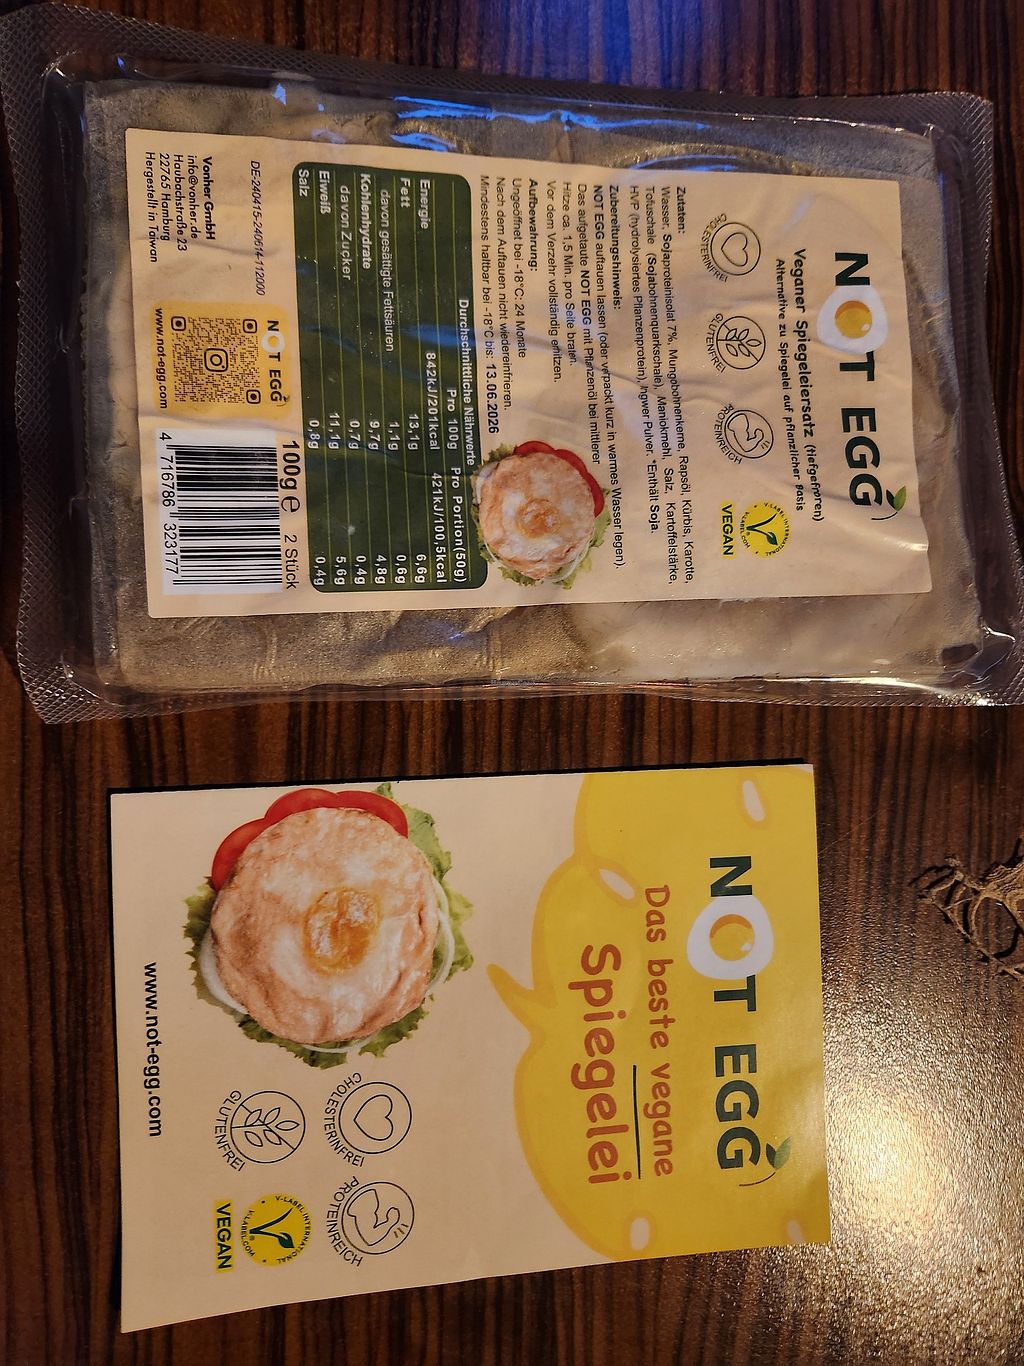 NOT EGG
Veganer Spiegeleiersatz (tiefgefroren)
Alternative zu Spiegelei auf pflanzlicher Basis
CHOLESTERINFREI
GLUTENFREI
PROTEINREICH
V-LABEL INTERNATIONAL
V-LABEL.COM
VEGAN
Zutaten:
Wasser, Sojaproteinisolat 7%, Mungobohnenkerne, Rapsöl, Kürbis, Karotte,
Tofuschale (Sojabohnenquarkschale), Maniokmehl, Salz, Kartoffelstärke,
HVP (hydrolysiertes Pflanzenprotein), Ingwer Pulver. *Enthält Soja.
Zubereitungshinweis:
NOT EGG auftauen lassen (oder verpackt kurz in warmes Wasser legen).
Das aufgetaute NOT EGG mit Pflanzenöl bei mittlerer
Hitze ca. 1,5 Min. pro Seite braten.
Vor dem Verzehr vollständig erhitzen.
Aufbewahrung:
Ungeöffnet bei -18°C: 24 Monate
Nach dem Auftauen nicht wiedereinfrieren.
Mindestens haltbar bei -18°C bis: 13.06.2026
Durchschnittliche Nährwerte
Pro 100g Pro Portion(50g)
Energie 842kJ/201kcal 421kJ/100,5kcal
Fett 13,1g 6,6g
davon gesättigte Fettsäuren 1,1g 0,6g
Kohlenhydrate 9,7g 4,8g
davon Zucker 0,7g 0,4g
Eiweiß 11,1g 5,6g
Salz 0,8g 0,4g
DE-240415-240614-112000
100g e 2 Stück
Vonher GmbH
info@vonher.de
Haubachstraße 23
22765 Hamburg
Hergestellt in Taiwan
NOT EGG
www.not-egg.com
4 716786 323177
NOT EGG
Das beste vegane
Spiegelei
CHOLESTERINFREI
PROTEINREICH
GLUTENFREI
V-LABEL INTERNATIONAL
V-LABEL.COM
VEGAN
www.not-egg.com